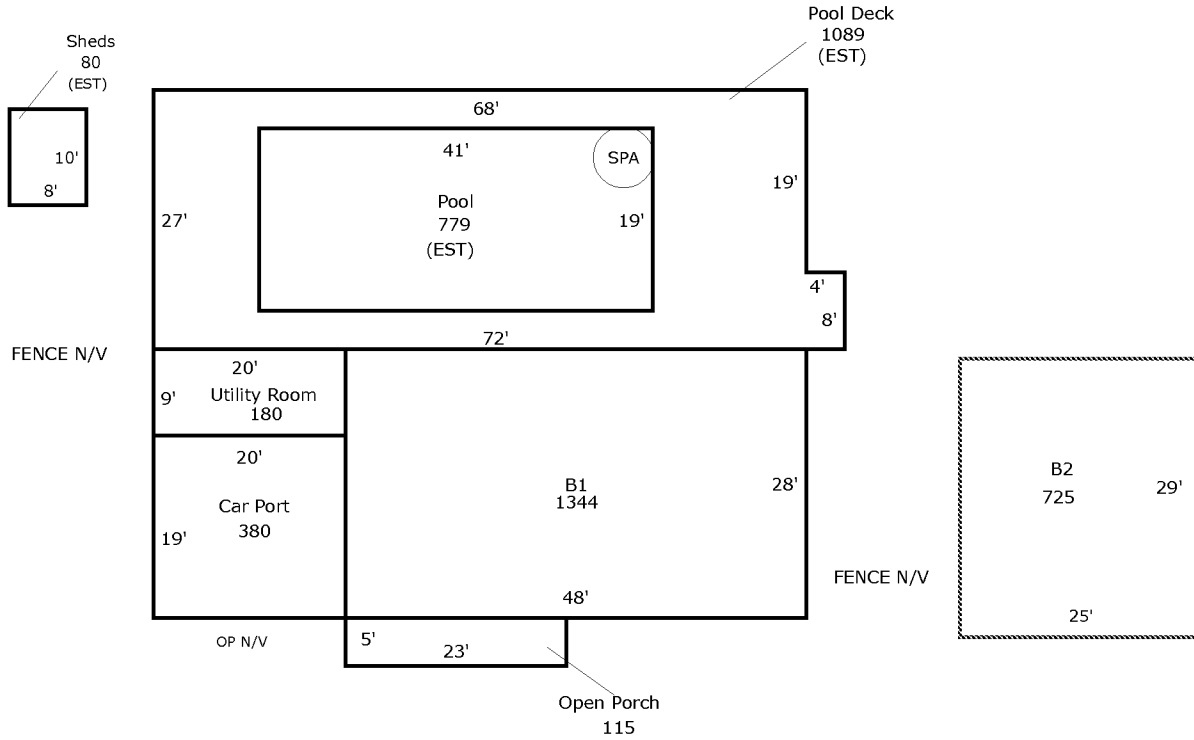 Pool Deck
1089
(EST)
Sheds
80
(EST)
10'
8'
68'
41'
SPA
Pool
779
(EST)
19'
19'
27'
4'
8'
72'
FENCE N/V
20'
9'
Utility Room
180
20'
Car Port
380
19'
B1
1344
28'
48'
B2
725
29'
25'
FENCE N/V
OP N/V
5'
23'
Open Porch
115